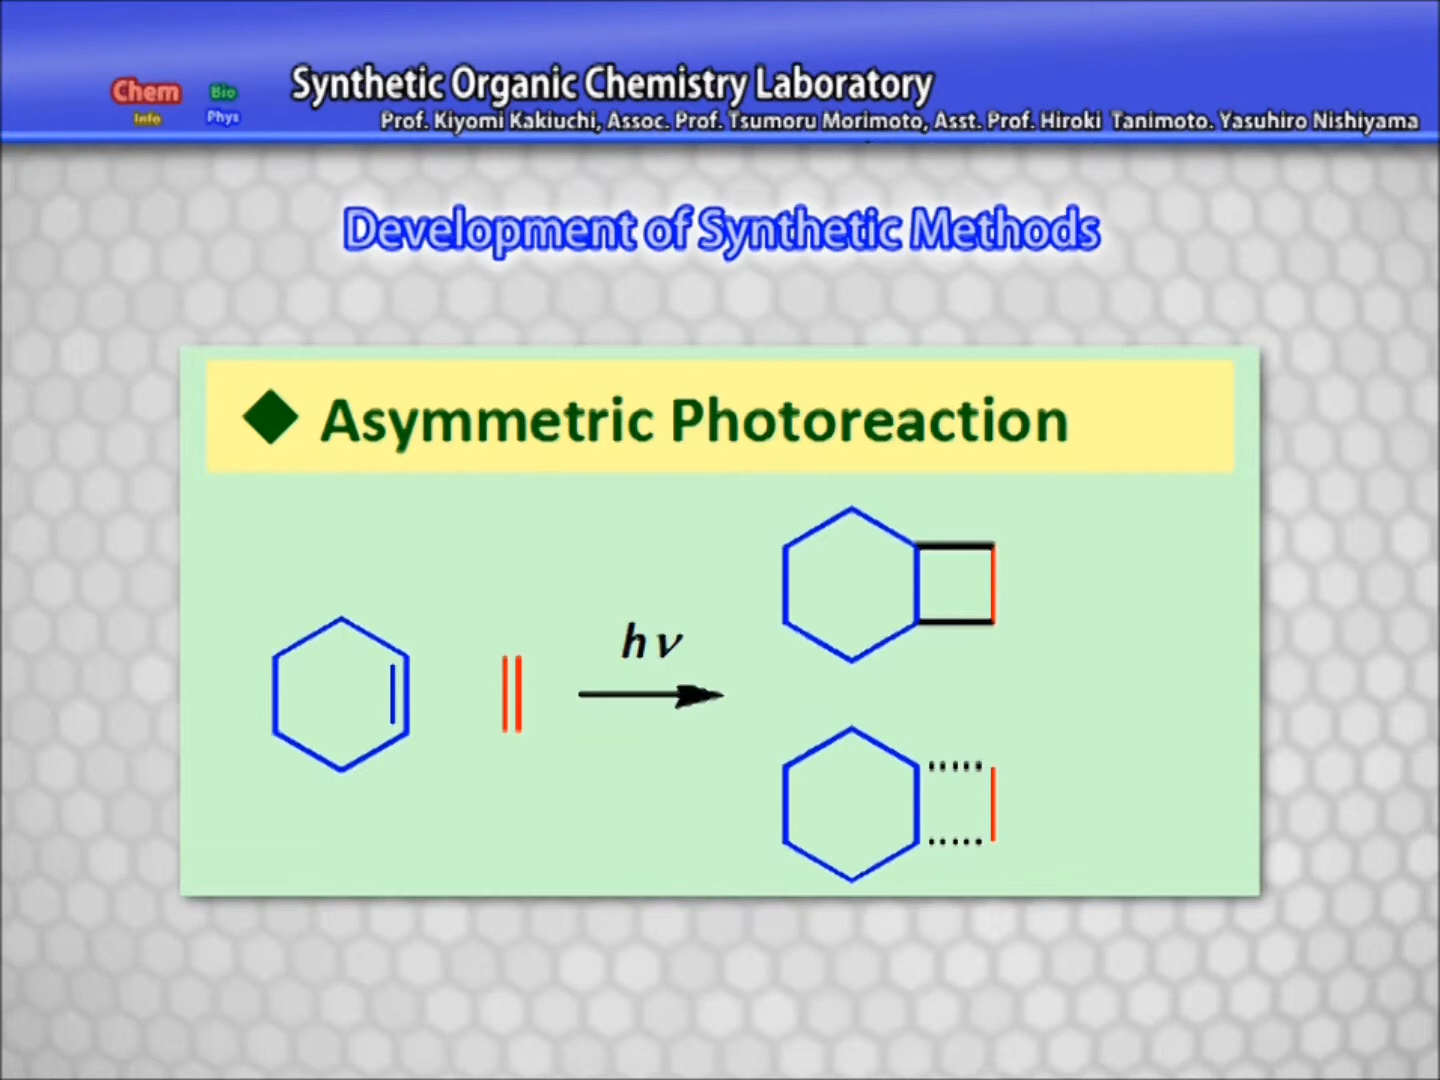 Chem
Bio
Info
Phys
Synthetic Organic Chemistry Laboratory
Prof. Kiyomi Kakiuchi, Assoc. Prof. Tsumoru Morimoto, Asst. Prof. Hiroki Tanimoto. Yasuhiro Nishiyama
Development of Synthetic Methods
◆ Asymmetric Photoreaction
hν